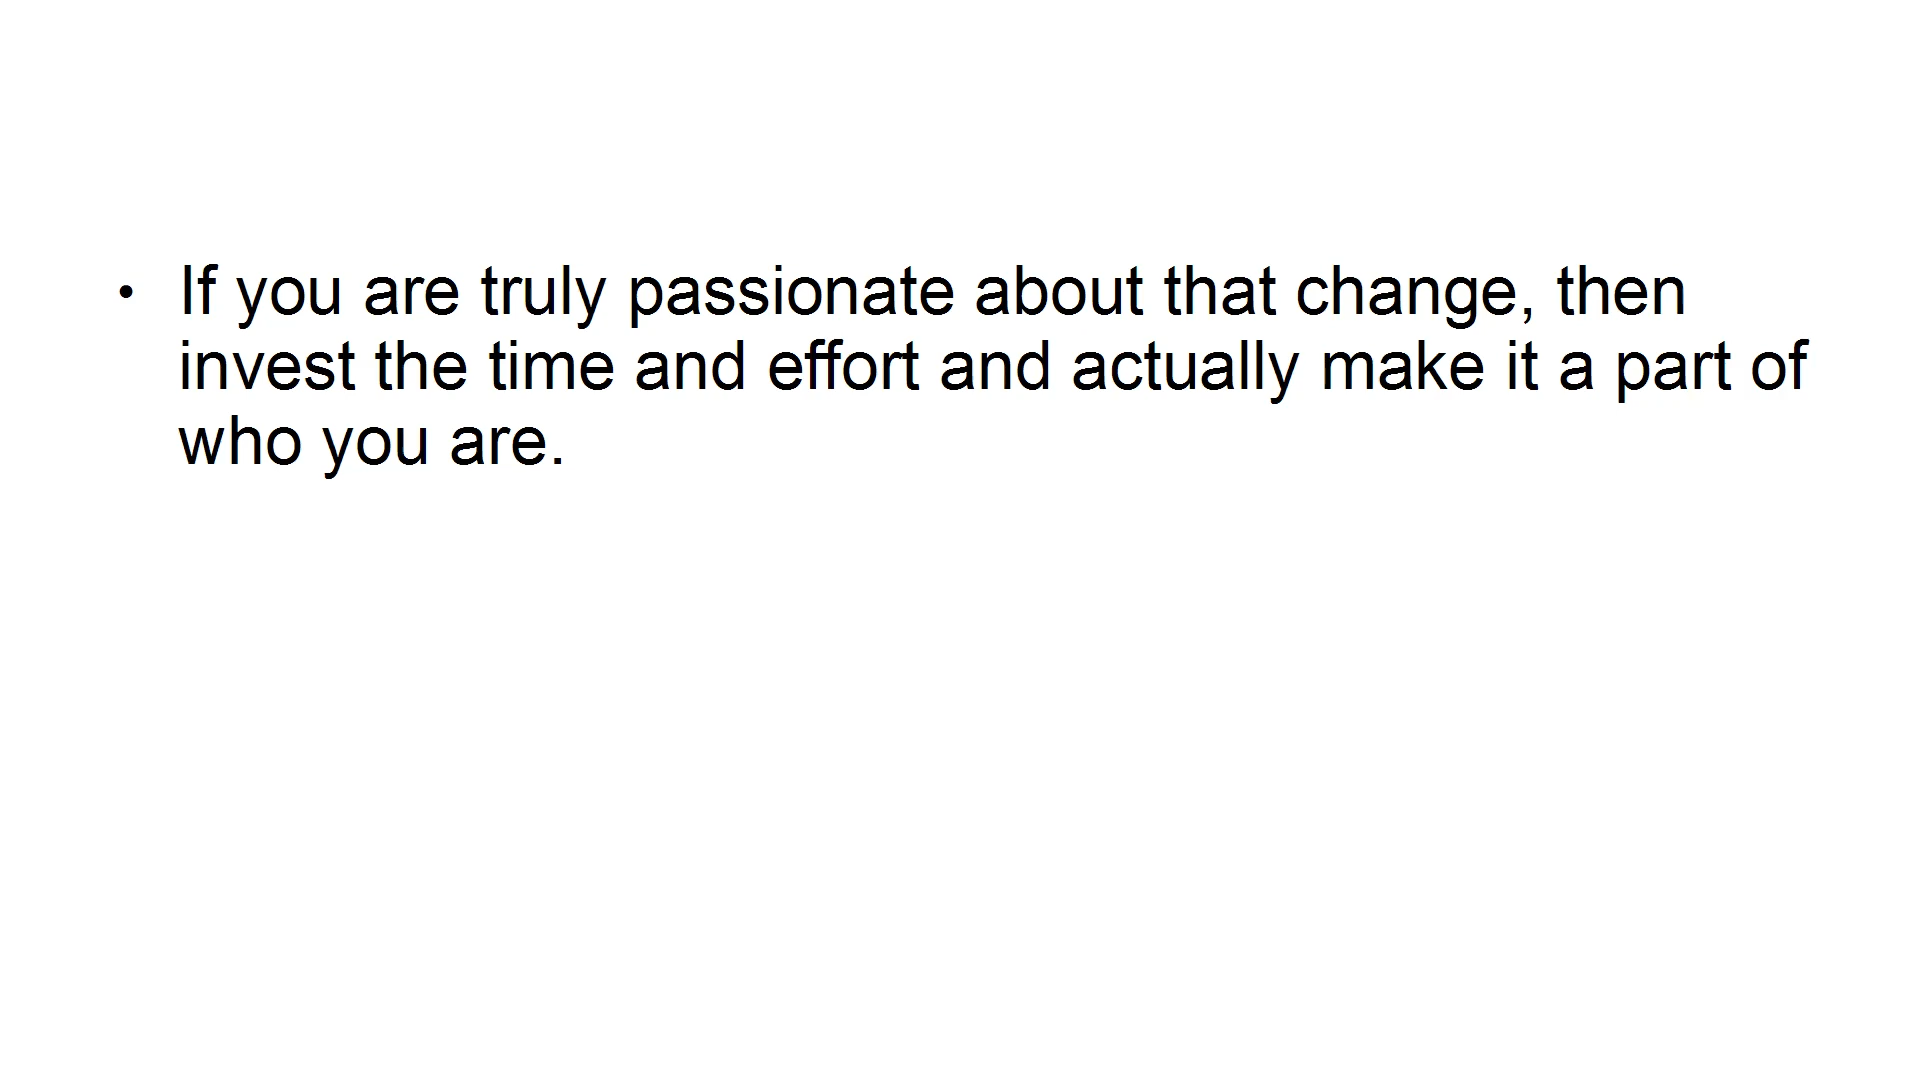 • If you are truly passionate about that change, then
invest the time and effort and actually make it a part of
who you are.